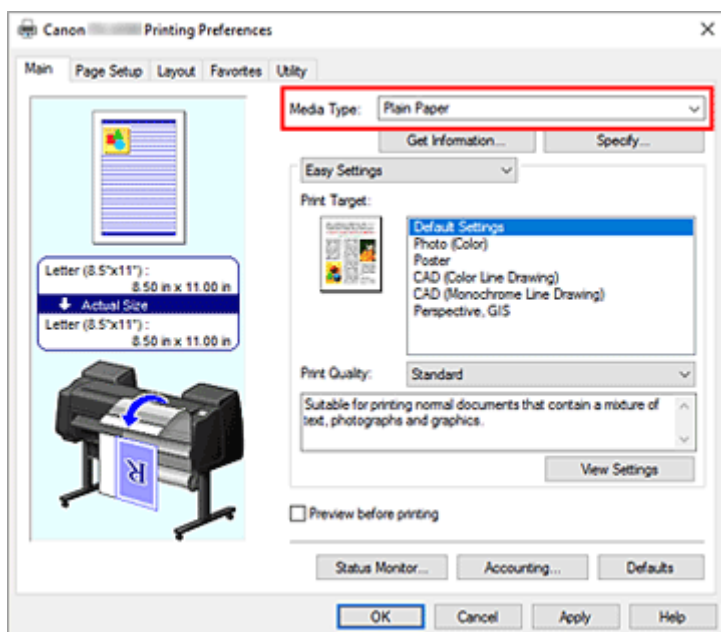 Canon Printing Preferences
Main Page Setup Layout Favorites Utility
Media Type: Plain Paper
Get Information... Specify...
Easy Settings
Print Target:
Default Settings
Photo (Color)
Poster
CAD (Color Line Drawing)
CAD (Monochrome Line Drawing)
Perspective, GIS
Letter (8.5"x11") :
8.50 in x 11.00 in
Actual Size
Letter (8.5"x11") :
8.50 in x 11.00 in
Print Quality: Standard
Suitable for printing normal documents that contain a mixture of
text, photographs and graphics.
View Settings
Preview before printing
Status Monitor... Accounting... Defaults
OK Cancel Apply Help
R